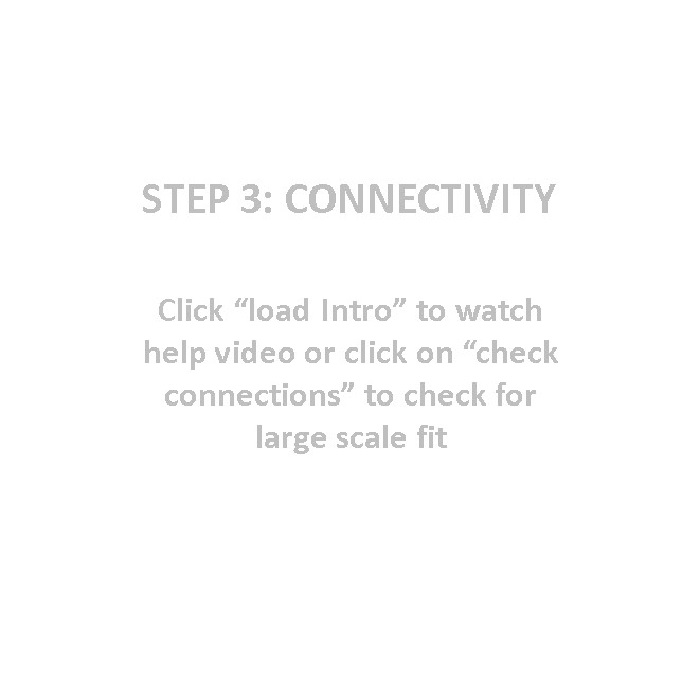 STEP 3: CONNECTIVITY
Click “load Intro” to watch
help video or click on “check
connections” to check for
large scale fit